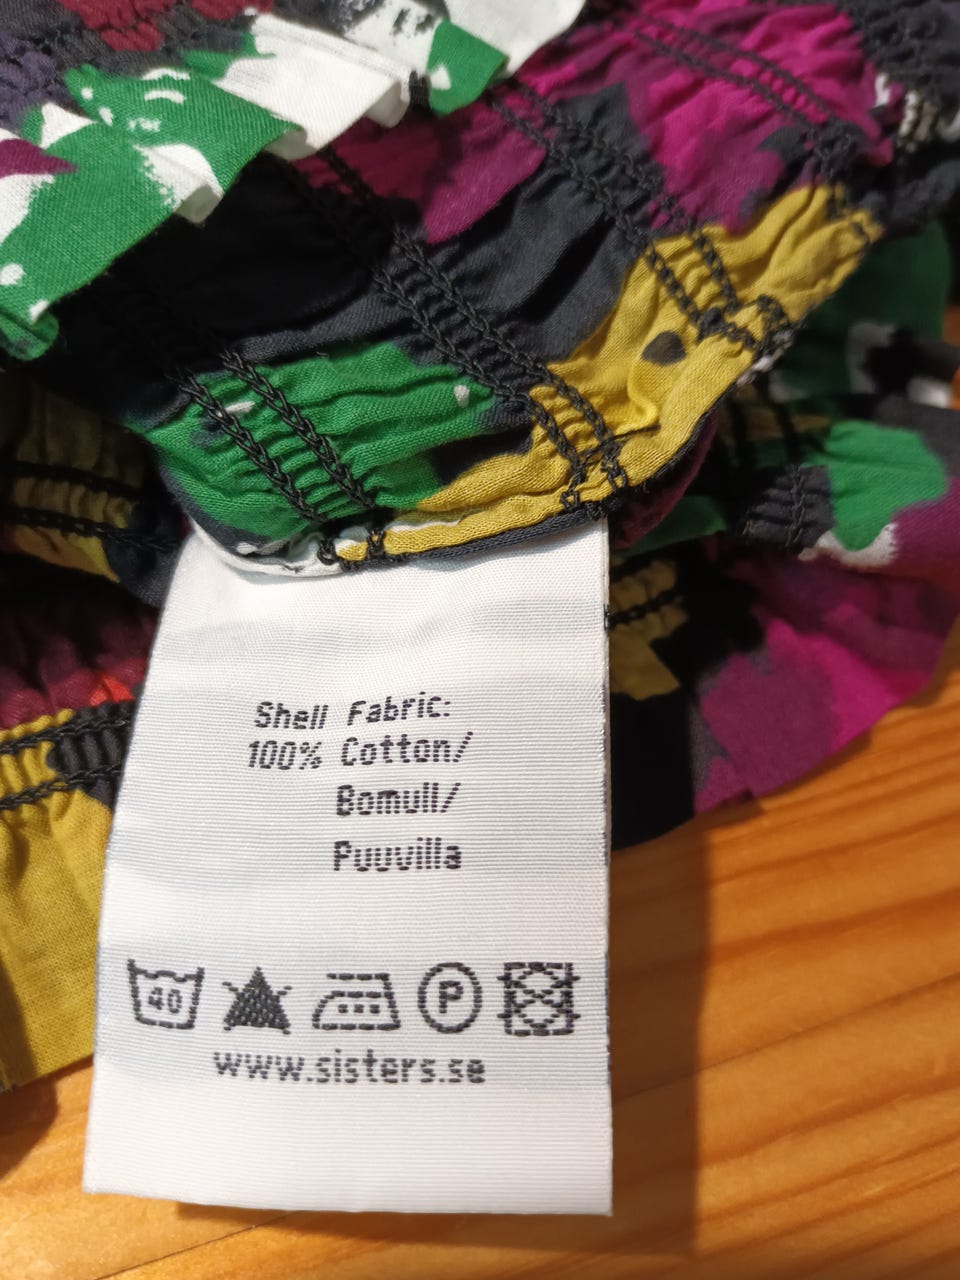 Shell Fabric:
100% Cotton/
Bomull/
Puuvilla
40 P
www.sisters.se